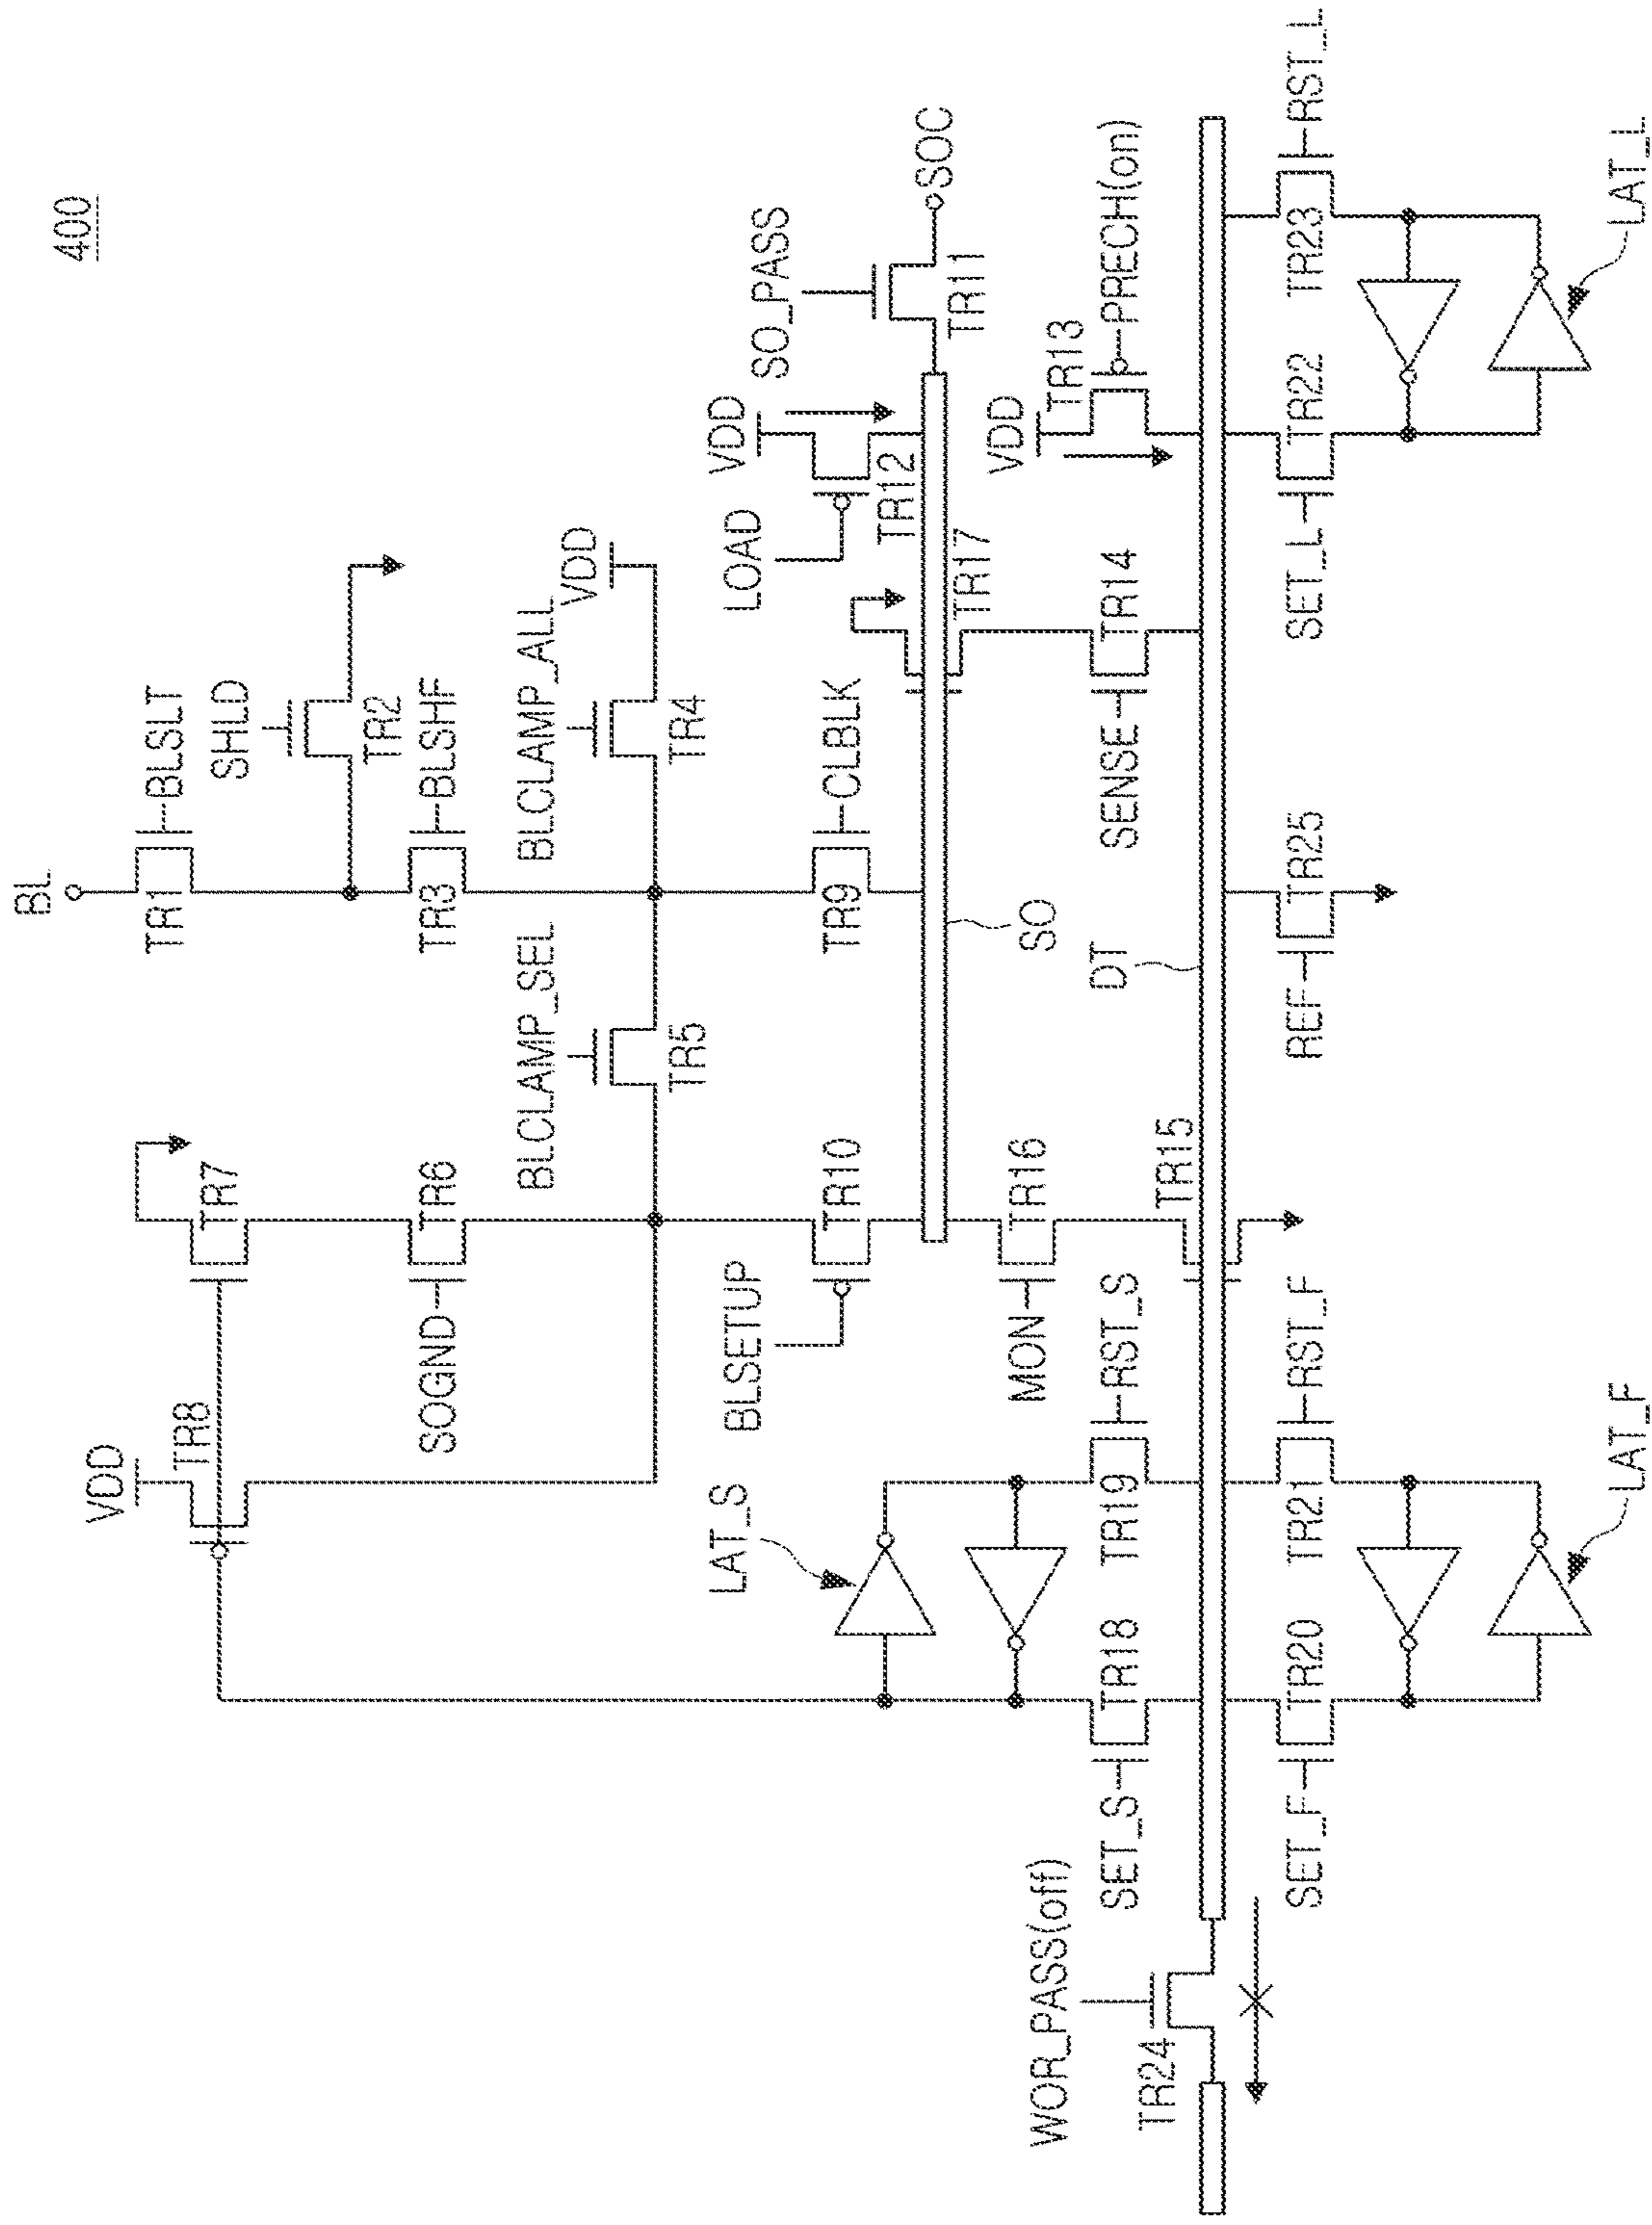 400
BL
BLSLT
TR1
SHLD
TR2
BLSHF
TR3
BLCLAMP_ALL
VDD
TR4
BLCLAMP_SEL
TR5
TR7
TR6
SOGND
VDD
TR8
CLBLK
TR9
BLSETUP
TR10
SO_PASS
SOC
TR11
VDD
LOAD
TR12
SO
TR17
VDD
TR13
PRECH(on)
SENSE
TR14
MON
TR16
TR15
DT
LAT_S
SET_S
TR18
TR19
RST_S
WOR_PASS(off)
TR24
SET_F
TR20
TR21
RST_F
LAT_F
REF
TR25
SET_L
TR22
TR23
RST_L
LAT_L